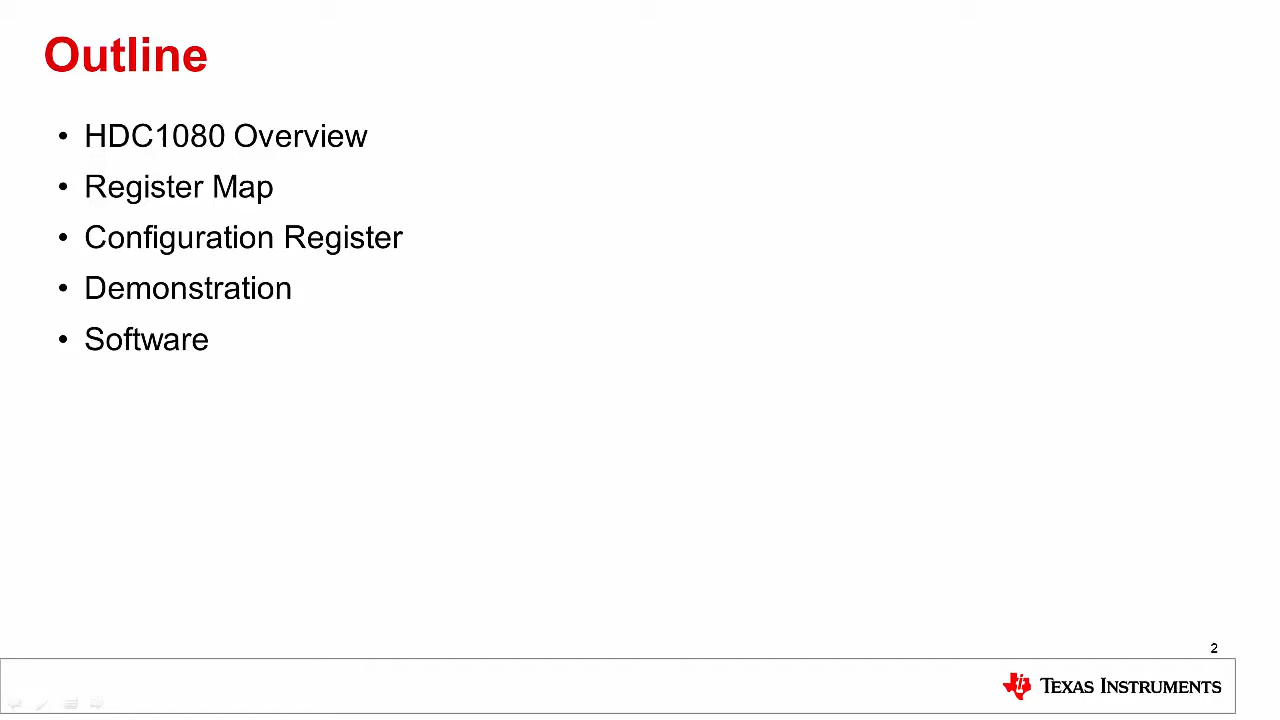 Outline
• HDC1080 Overview
• Register Map
• Configuration Register
• Demonstration
• Software
2
TEXAS INSTRUMENTS